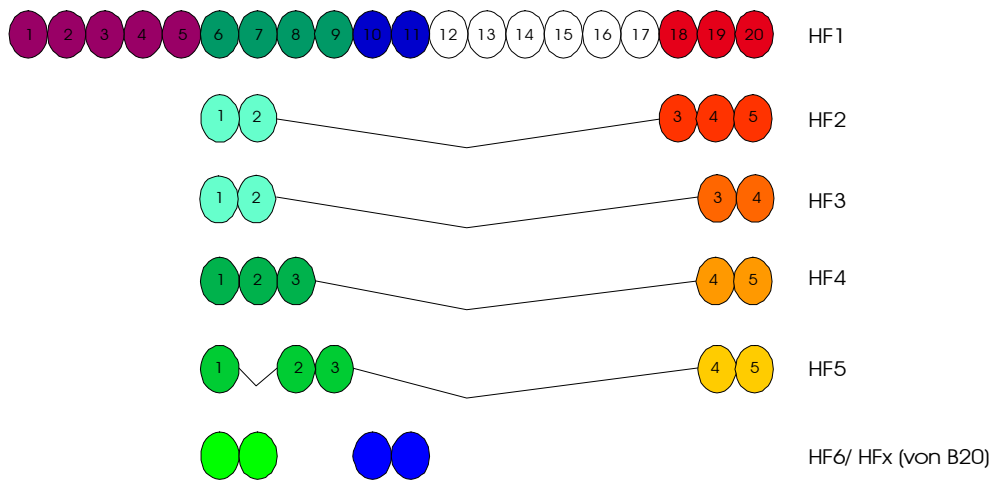 1 2 3 4 5 6 7 8 9 10 11 12 13 14 15 16 17 18 19 20 HF1
1 2 3 4 5 HF2
1 2 3 4 HF3
1 2 3 4 5 HF4
1 2 3 4 5 HF5
HF6/ HFx (von B20)